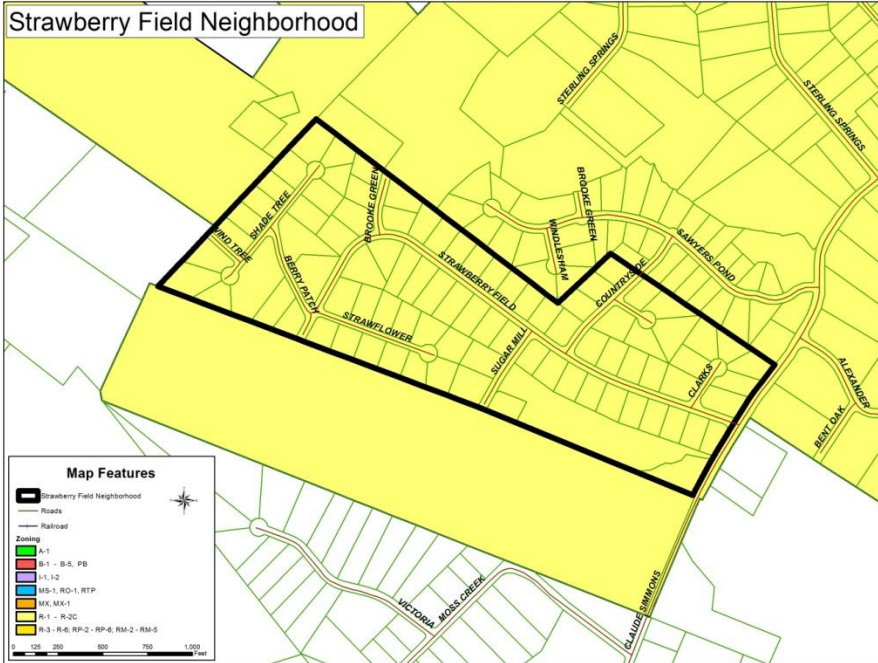 Strawberry Field Neighborhood
STERLING SPRINGS
STERLING SPRINGS
BROOKE GREEN
BROOKE GREEN
SHADE TREE
WIND TREE
WINDLESHAM
SAWYERS POND
COUNTRYSIDE
BERRY PATCH
STRAWBERRY FIELD
STRAWFLOWER
SUGAR MILL
CLARKS
ALEXANDER
BENT OAK
VICTORIA
MOSS CREEK
CLAUDE SIMMONS
Map Features
Strawberry Field Neighborhood
Roads
Railroad
Zoning
A-1
B-1 - B-5, PB
I-1, I-2
MS-1, RO-1, RTP
MX, MX-1
R-1 - R-2C
R-3 - R-6; RP-2 - RP-6; RM-2 - RM-5
0 125 250 500 750 1,000
Feet